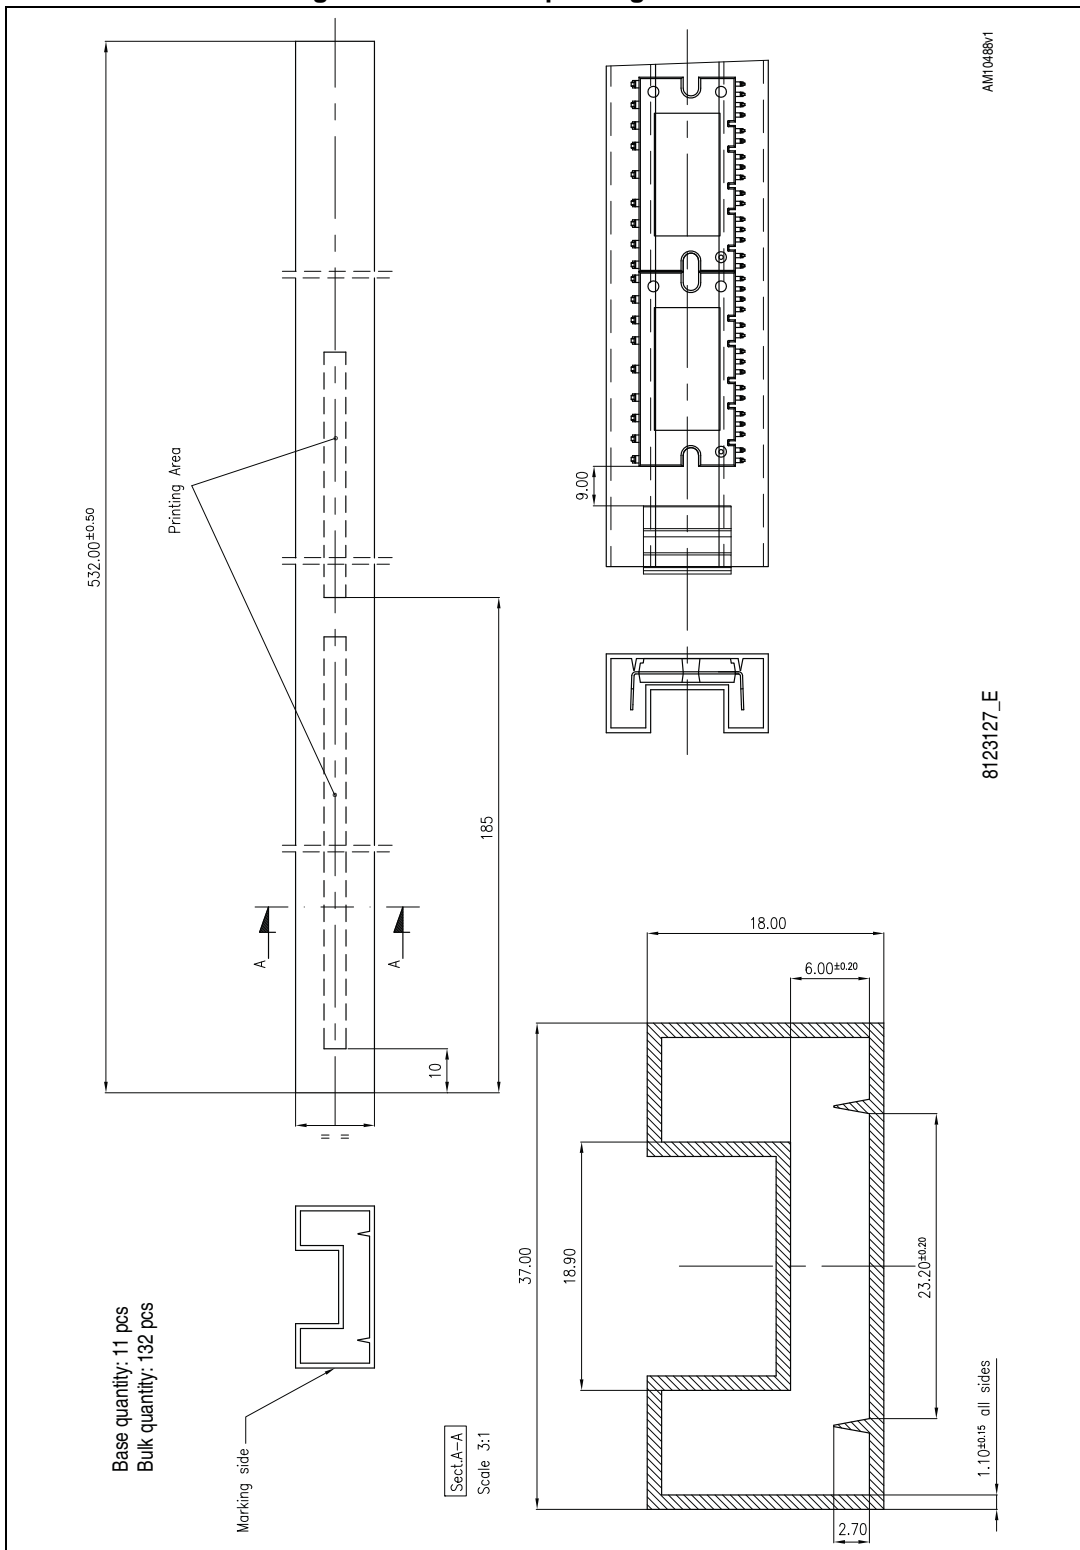 AM10488v1
532.00±0.50
Printing Area
9.00
185
A
A
10
= =
8123127_E
Base quantity: 11 pcs
Bulk quantity: 132 pcs
Marking side
Sect.A-A
Scale 3:1
18.00
6.00±0.20
37.00
18.90
23.20±0.20
1.10±0.15 all sides
2.70